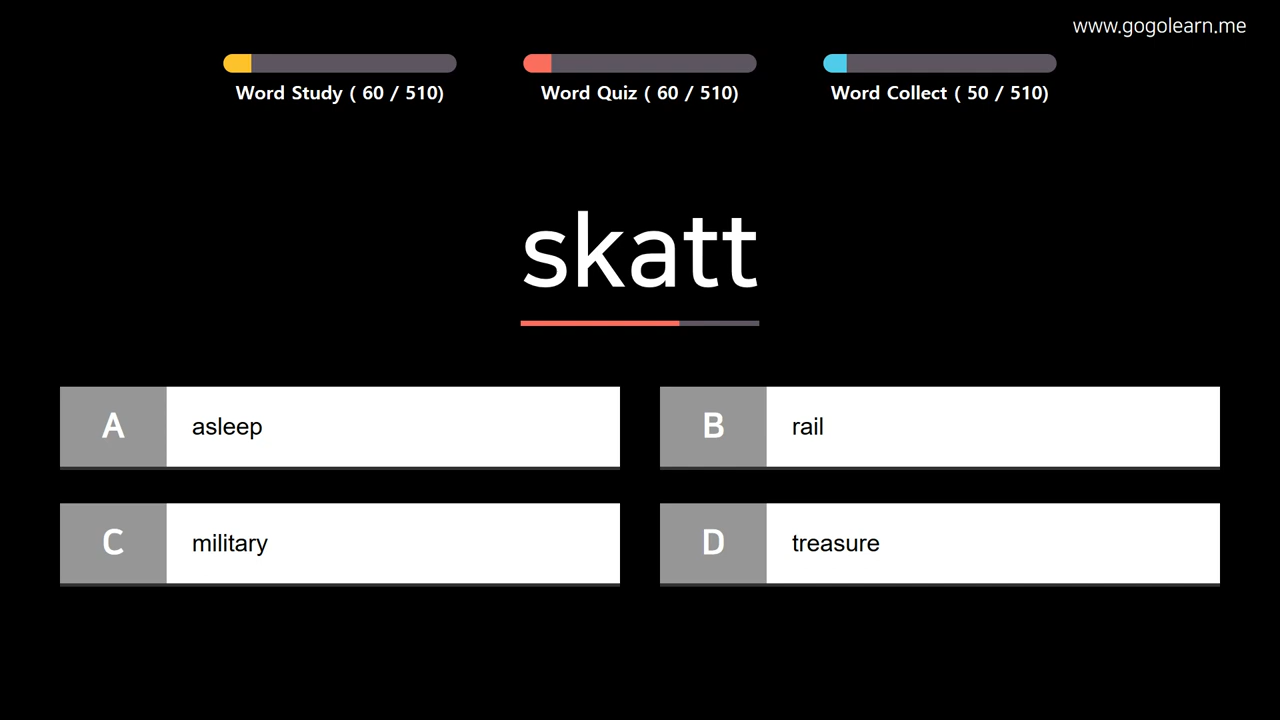 www.gogolearn.me
Word Study ( 60 / 510)
Word Quiz ( 60 / 510)
Word Collect ( 50 / 510)
skatt
A asleep
B rail
C military
D treasure